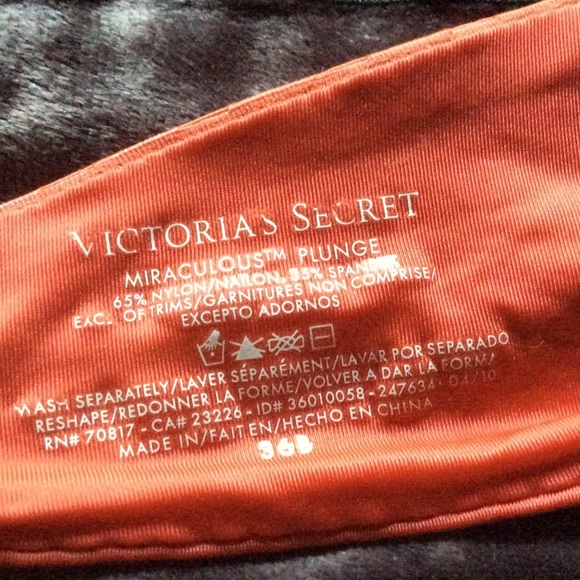 VICTORIA'S SECRET
MIRACULOUS™ PLUNGE
65% NYLON/NAILON, 35% SPANDEX
EXC. OF TRIMS/GARNITURES NON COMPRISE/
EXCEPTO ADORNOS
WASH SEPARATELY/LAVER SÉPARÉMENT/LAVAR POR SEPARADO
RESHAPE/REDONNER LA FORME/VOLVER A DAR LA FORMA
RN# 70817 - CA# 23226 - ID# 36010058 - 247634 04/10
MADE IN/FAIT EN/HECHO EN CHINA
36B